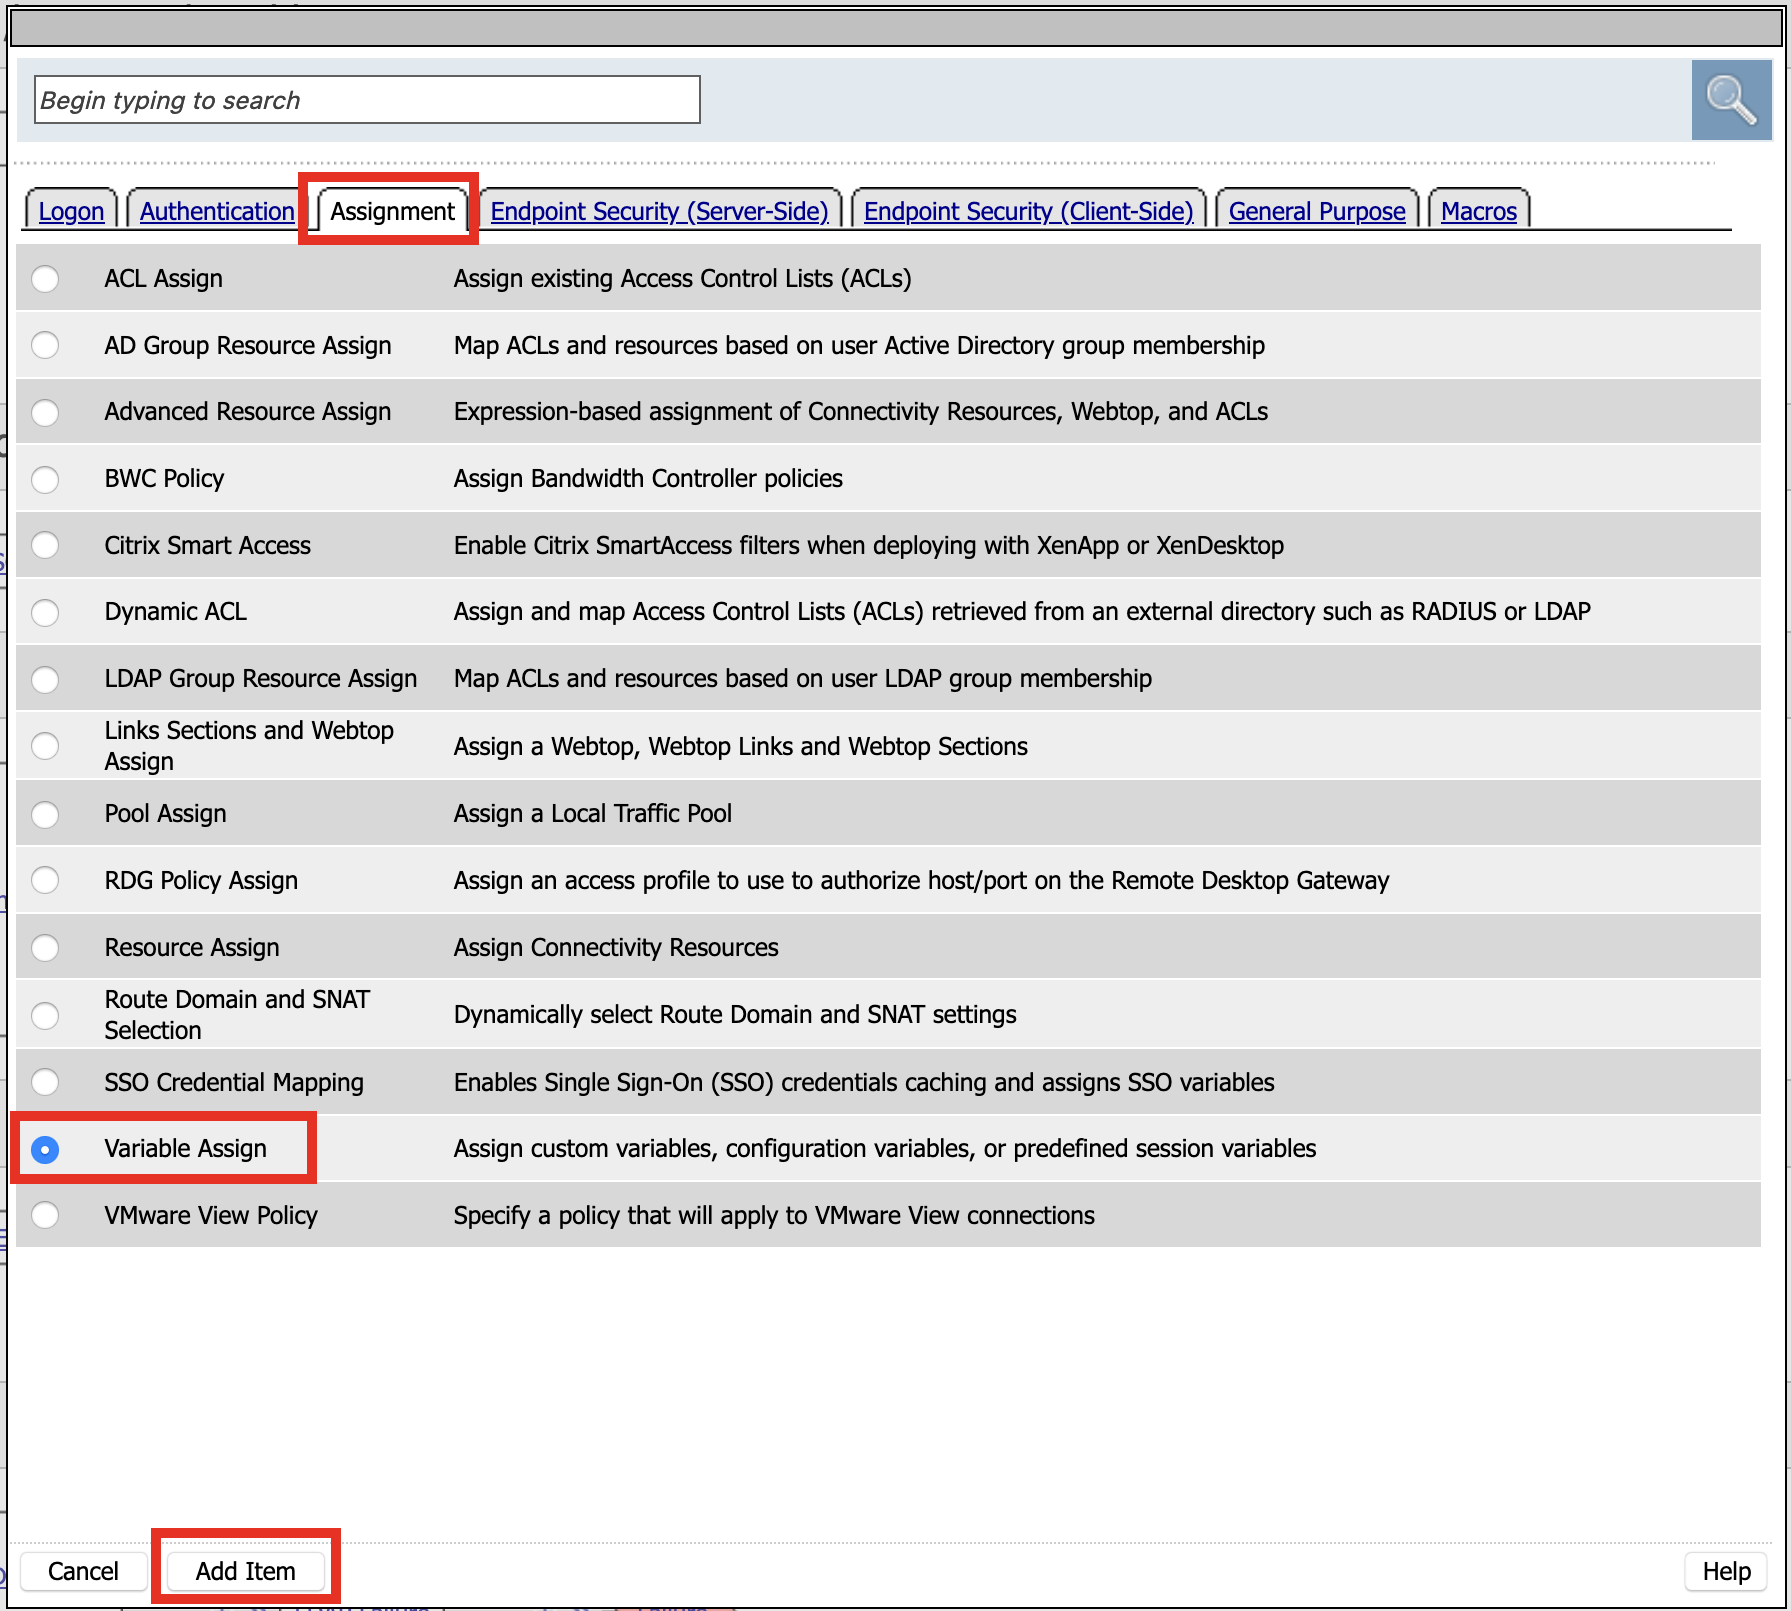 Begin typing to search
Logon Authentication Assignment Endpoint Security (Server-Side) Endpoint Security (Client-Side) General Purpose Macros
ACL Assign Assign existing Access Control Lists (ACLs)
AD Group Resource Assign Map ACLs and resources based on user Active Directory group membership
Advanced Resource Assign Expression-based assignment of Connectivity Resources, Webtop, and ACLs
BWC Policy Assign Bandwidth Controller policies
Citrix Smart Access Enable Citrix SmartAccess filters when deploying with XenApp or XenDesktop
Dynamic ACL Assign and map Access Control Lists (ACLs) retrieved from an external directory such as RADIUS or LDAP
LDAP Group Resource Assign Map ACLs and resources based on user LDAP group membership
Links Sections and Webtop
Assign
Assign a Webtop, Webtop Links and Webtop Sections
Pool Assign Assign a Local Traffic Pool
RDG Policy Assign Assign an access profile to use to authorize host/port on the Remote Desktop Gateway
Resource Assign Assign Connectivity Resources
Route Domain and SNAT
Selection
Dynamically select Route Domain and SNAT settings
SSO Credential Mapping Enables Single Sign-On (SSO) credentials caching and assigns SSO variables
Variable Assign Assign custom variables, configuration variables, or predefined session variables
VMware View Policy Specify a policy that will apply to VMware View connections
Cancel Add Item Help